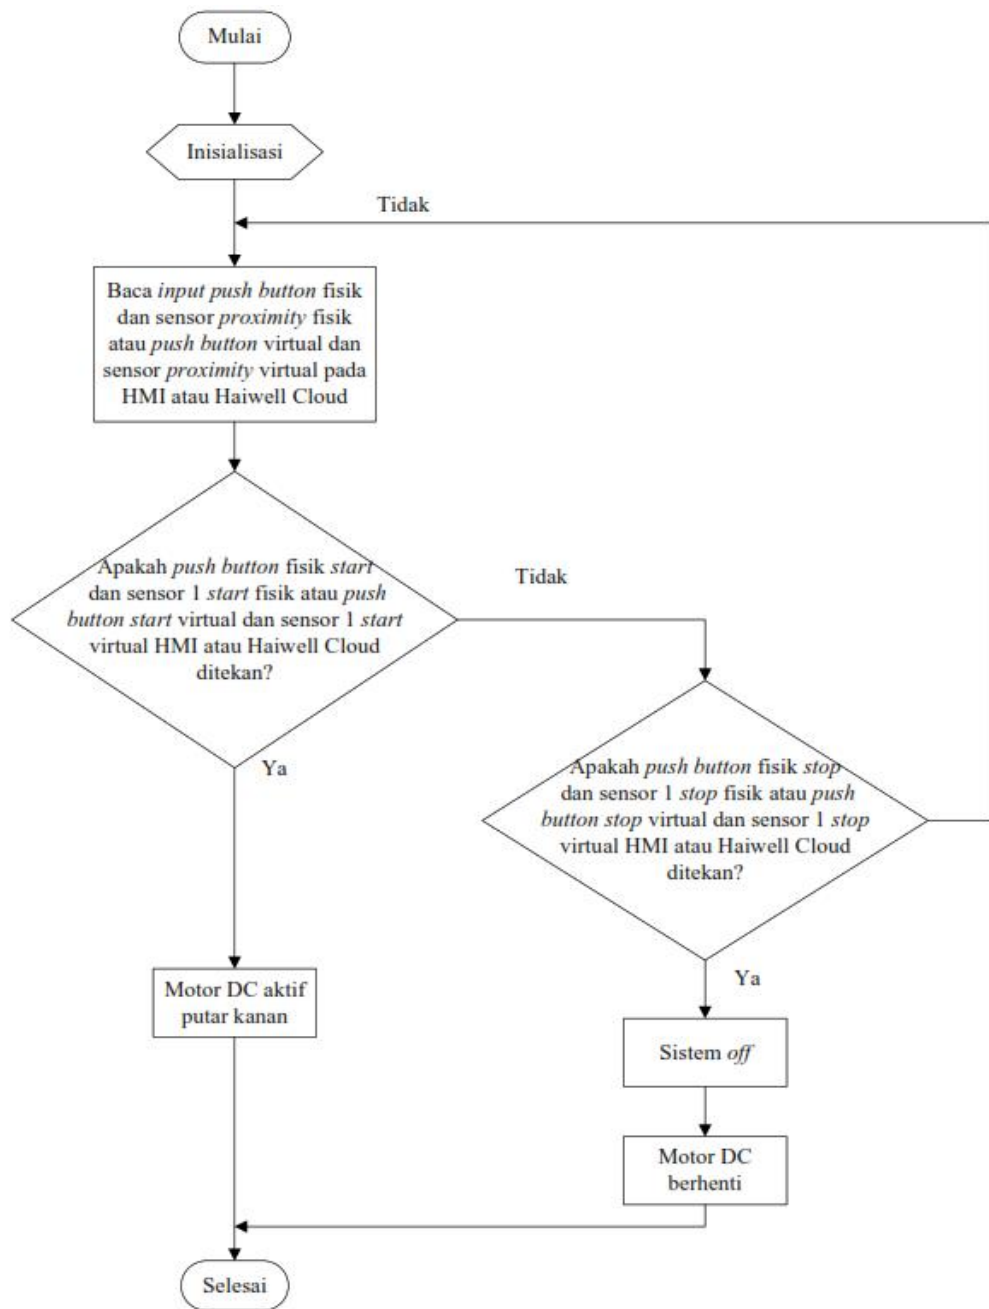 Mulai
Inisialisasi
Tidak
Baca input push button fisik
dan sensor proximity fisik
atau push button virtual dan
sensor proximity virtual pada
HMI atau Haiwell Cloud
Apakah push button fisik start
dan sensor 1 start fisik atau push
button start virtual dan sensor 1 start
virtual HMI atau Haiwell Cloud
ditekan?
Tidak
Ya
Apakah push button fisik stop
dan sensor 1 stop fisik atau push
button stop virtual dan sensor 1 stop
virtual HMI atau Haiwell Cloud
ditekan?
Ya
Motor DC aktif
putar kanan
Sistem off
Motor DC
berhenti
Selesai